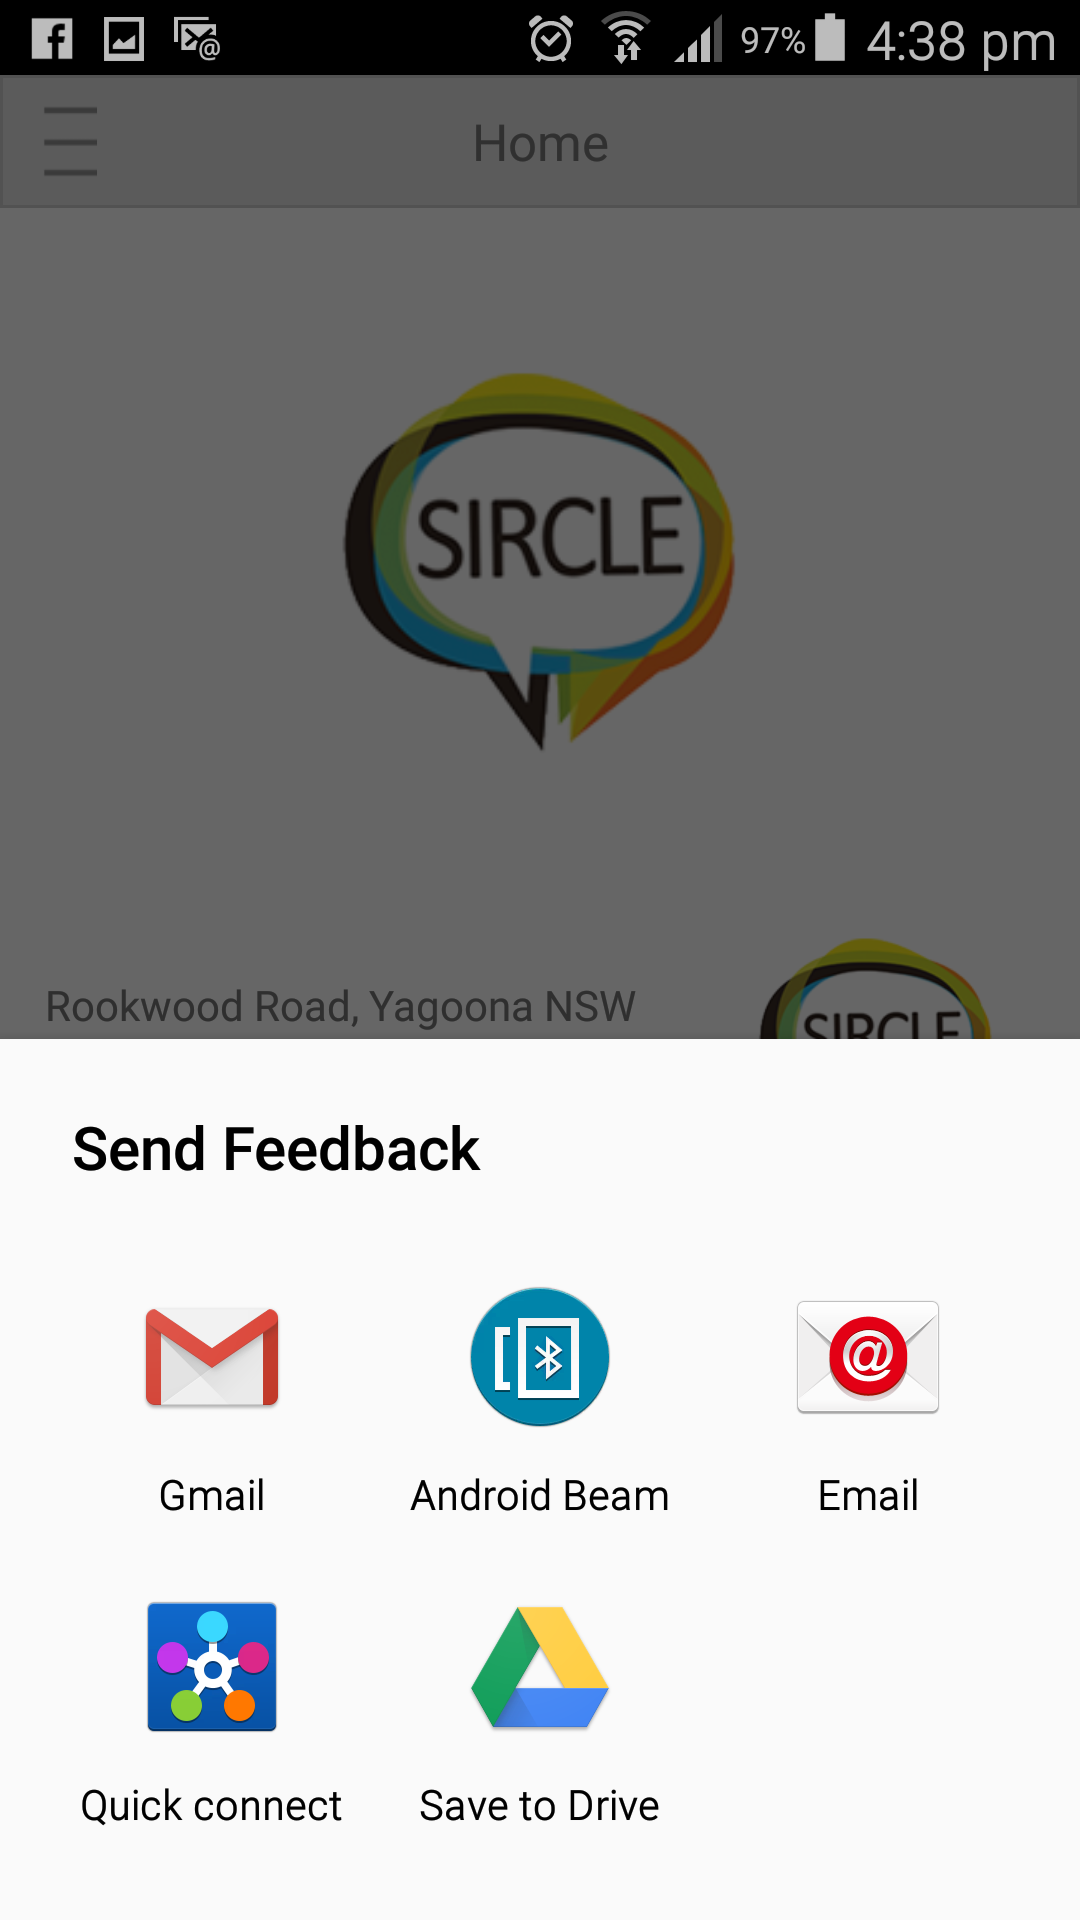 97% 4:38 pm
Home
SIRCLE
Rookwood Road, Yagoona NSW
SIRCLE
Send Feedback
Gmail
Android Beam
Email
Quick connect
Save to Drive